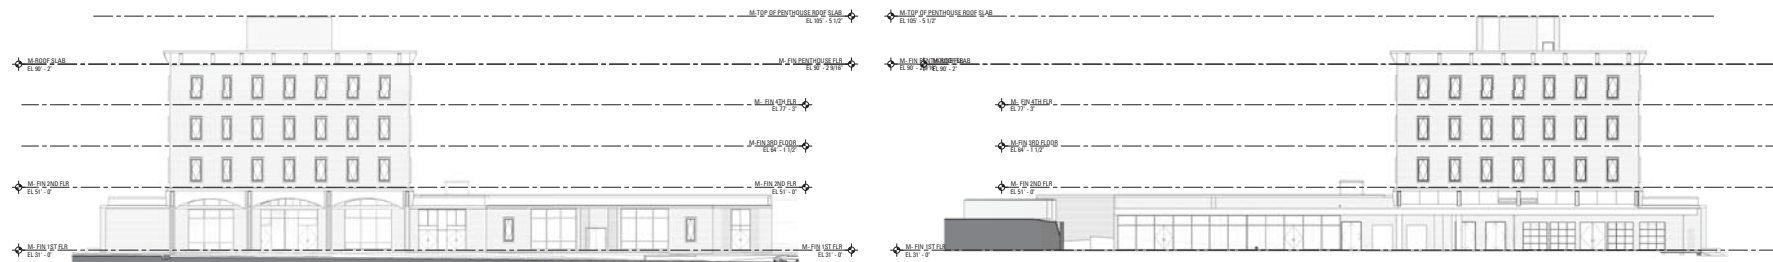 M-TOP OF PENTHOUSE ROOF SLAB
EL 105' - 5 1/2"
M-ROOF SLAB
EL 90' - 2"
M- FIN PENTHOUSE FLR
EL 90' - 2 9/16"
M- FIN 4TH FLR
EL 77' - 3"
M-FIN 3RD FLOOR
EL 64' - 1 1/2"
M- FIN 2ND FLR
EL 51' - 0"
M- FIN 2ND FLR
EL 51' - 0"
M- FIN 1ST FLR
EL 31' - 0"
M- FIN 1ST FLR
EL 31' - 0"
M-TOP OF PENTHOUSE ROOF SLAB
EL 105' - 5 1/2"
M- FIN
EL 90' -
EL 90' - 2"
M- FIN 4TH FLR
EL 77' - 3"
M-FIN 3RD FLOOR
EL 64' - 1 1/2"
M- FIN 2ND FLR
EL 51' - 0"
M- FIN 1ST FLR
EL 31' - 0"